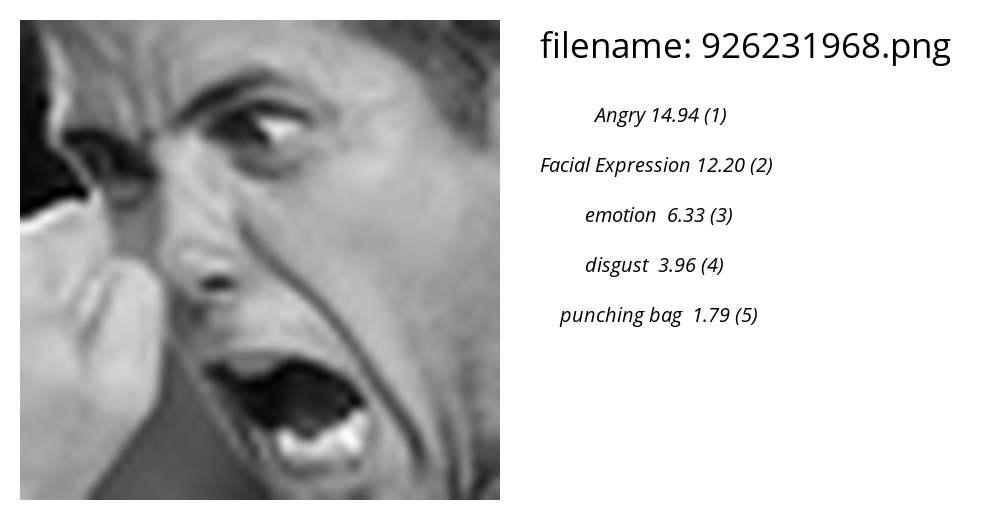 filename: 926231968.png
Angry 14.94 (1)
Facial Expression 12.20 (2)
emotion 6.33 (3)
disgust 3.96 (4)
punching bag 1.79 (5)